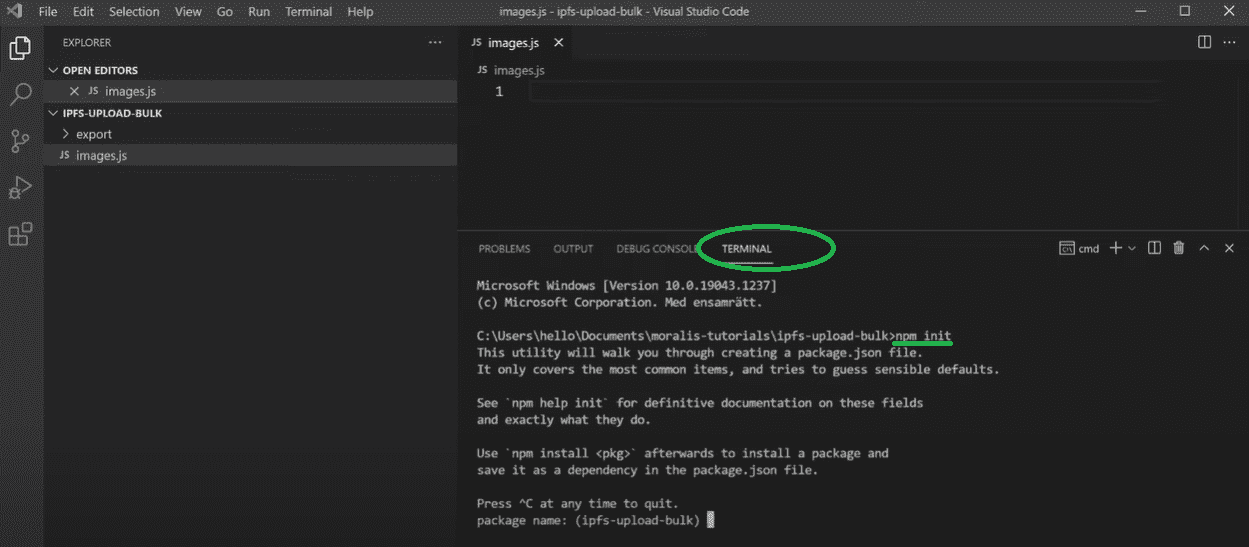 File Edit Selection View Go Run Terminal Help
images.js - ipfs-upload-bulk - Visual Studio Code
EXPLORER
OPEN EDITORS
JS images.js
IPFS-UPLOAD-BULK
export
JS images.js
JS images.js
JS images.js
1
PROBLEMS OUTPUT DEBUG CONSOLE TERMINAL
cmd
Microsoft Windows [Version 10.0.19043.1237]
(c) Microsoft Corporation. Med ensamrätt.
C:\Users\hello\Documents\moralis-tutorials\ipfs-upload-bulk>npm init
This utility will walk you through creating a package.json file.
It only covers the most common items, and tries to guess sensible defaults.
See `npm help init` for definitive documentation on these fields
and exactly what they do.
Use `npm install <pkg>` afterwards to install a package and
save it as a dependency in the package.json file.
Press ^C at any time to quit.
package name: (ipfs-upload-bulk)